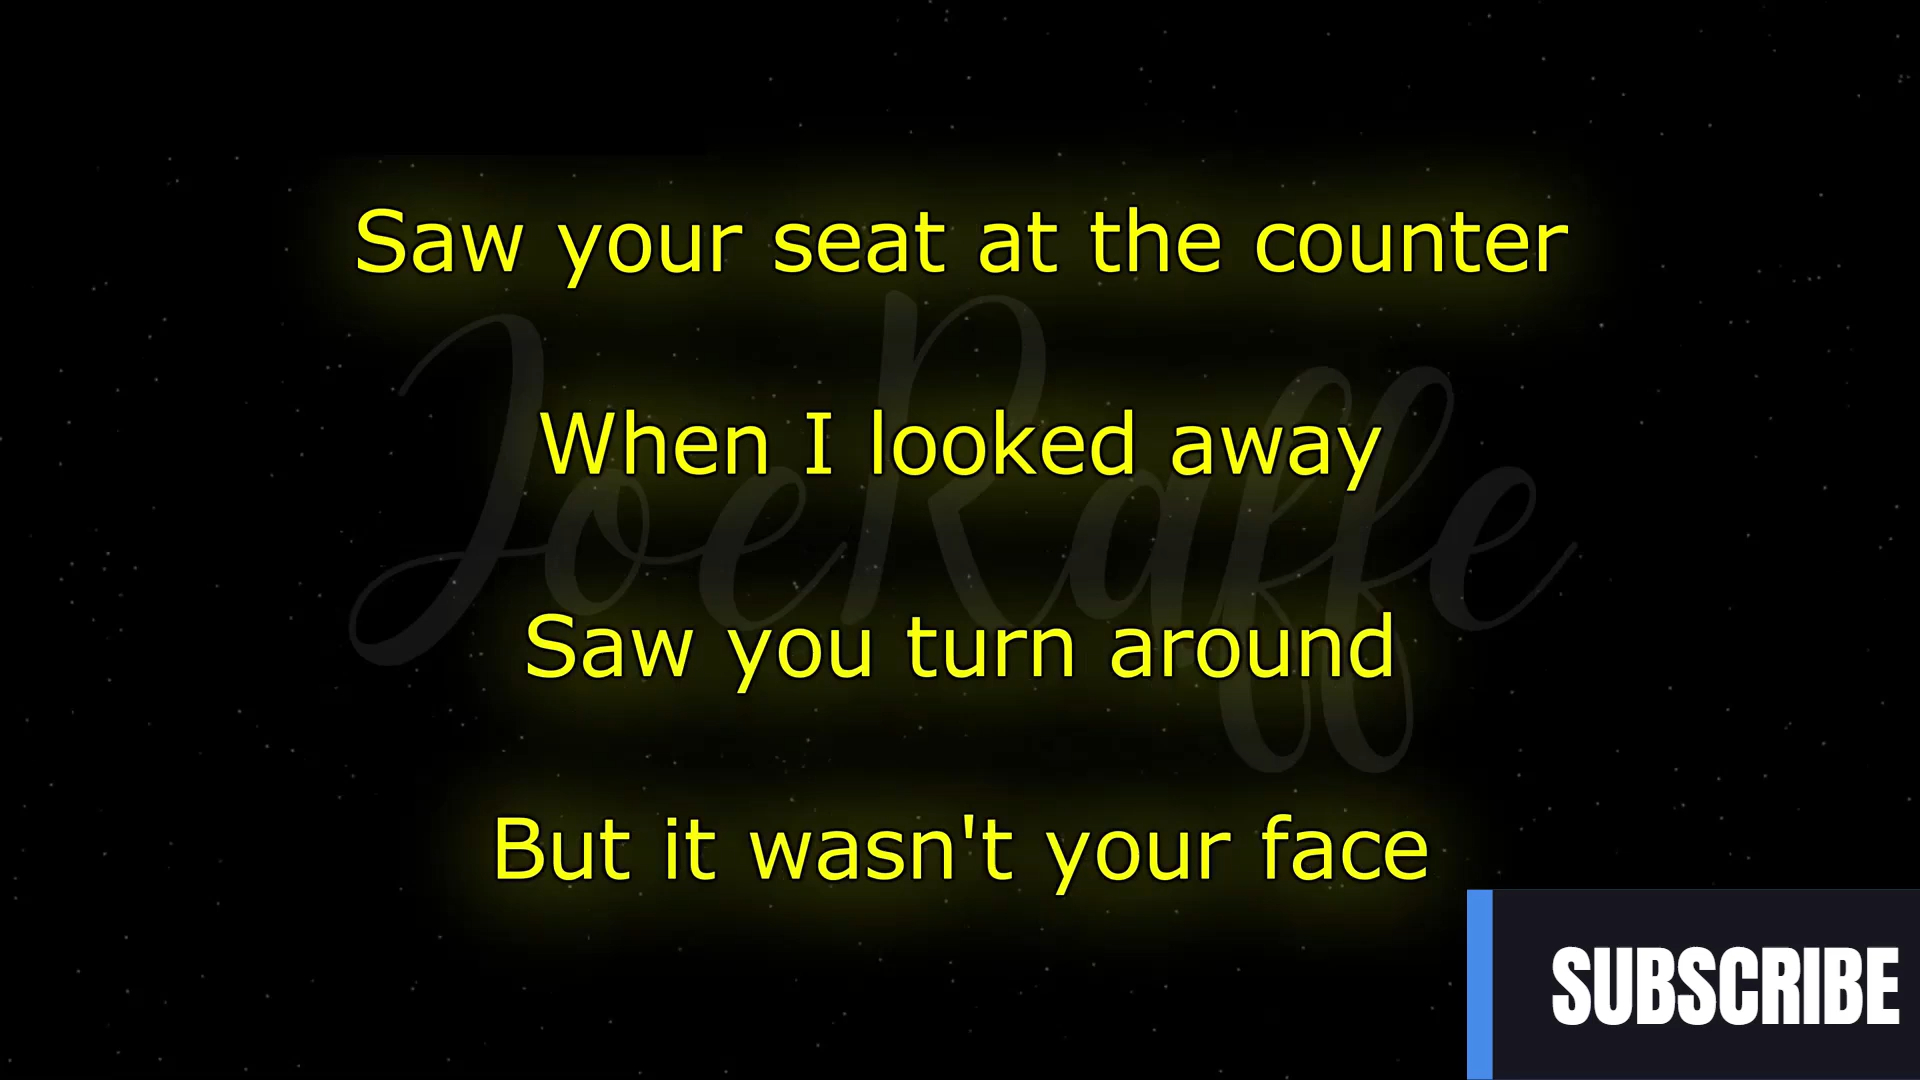 Saw your seat at the counter
When I looked away
Saw you turn around
But it wasn't your face
JoeRaffe
SUBSCRIBE